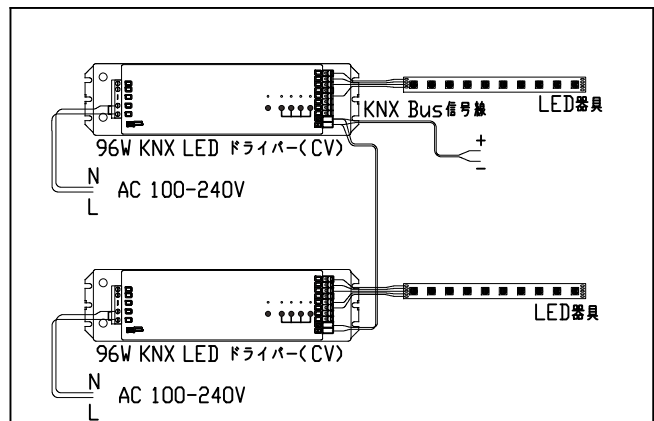 KNX Bus信号線
LED器具
+
-
96W KNX LED ドライバー(CV)
N
AC 100-240V
L
LED器具
96W KNX LED ドライバー(CV)
N
AC 100-240V
L